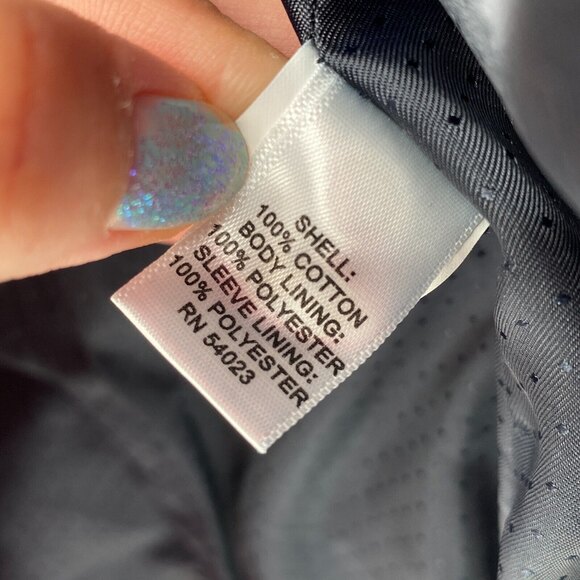 SHELL:
100% COTTON
BODY LINING:
100% POLYESTER
SLEEVE LINING:
100% POLYESTER
RN 54023